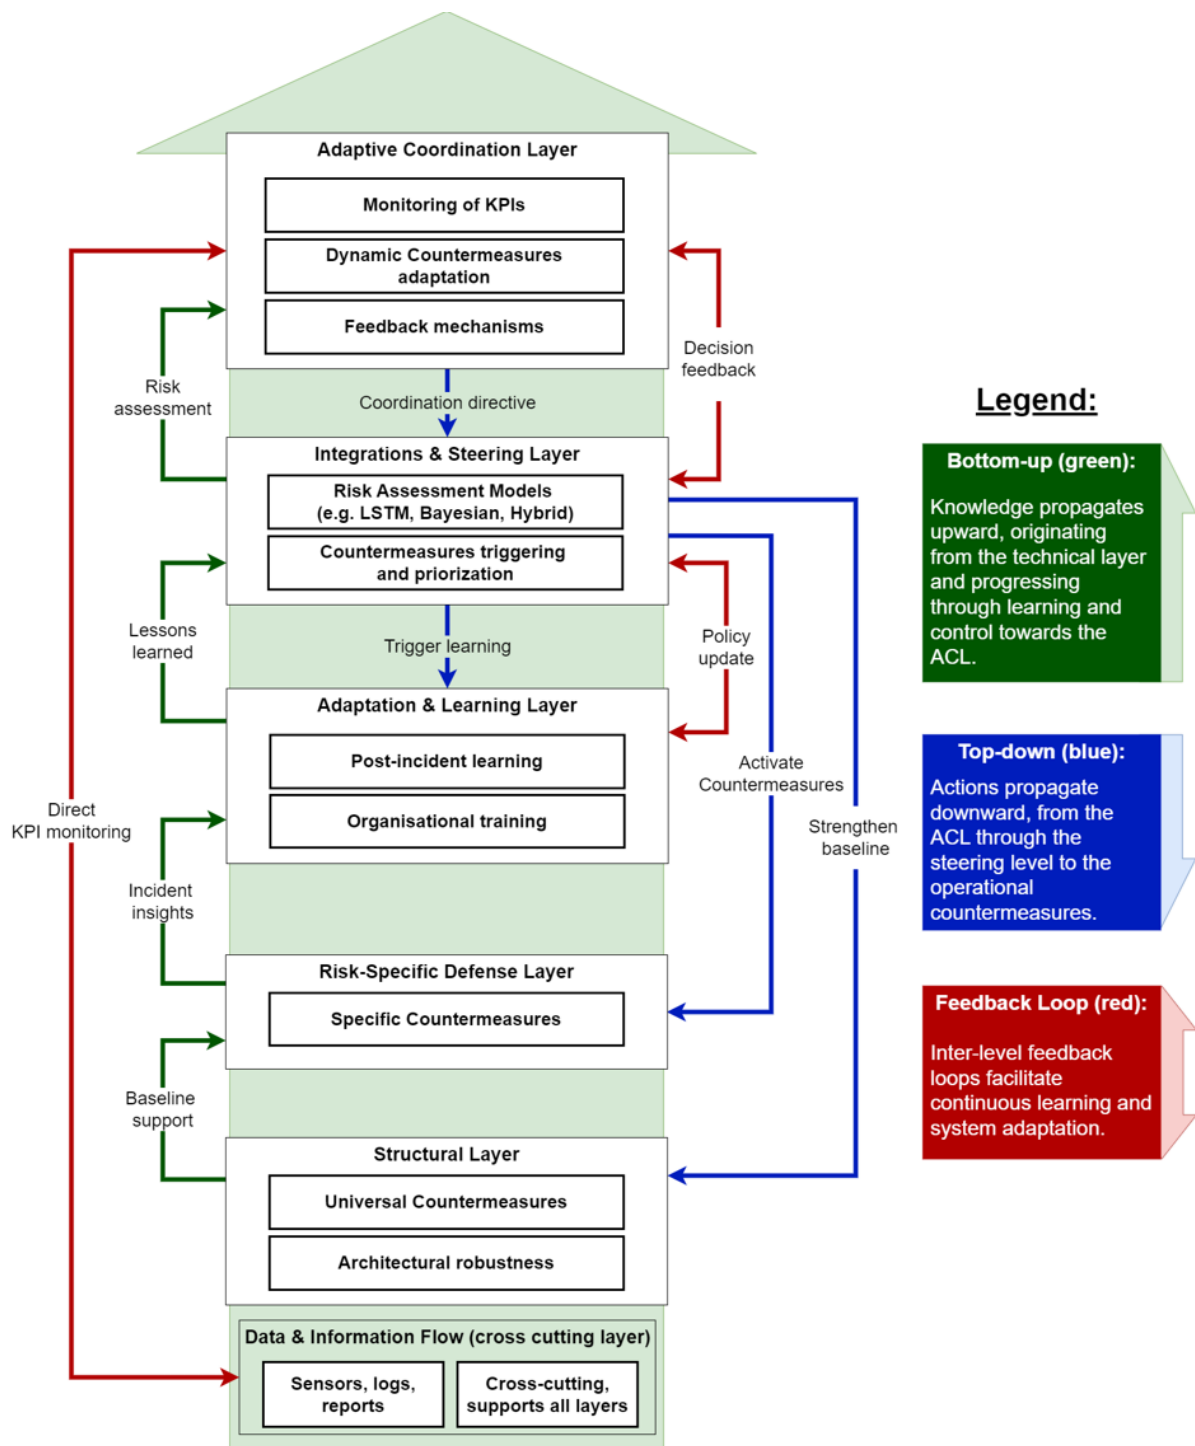 Adaptive Coordination Layer
Monitoring of KPIs
Dynamic Countermeasures
adaptation
Feedback mechanisms
Risk
assessment
Decision
feedback
Coordination directive
Integrations & Steering Layer
Risk Assessment Models
(e.g. LSTM, Bayesian, Hybrid)
Countermeasures triggering
and priorization
Lessons
learned
Trigger learning
Policy
update
Adaptation & Learning Layer
Post-incident learning
Organisational training
Direct
KPI monitoring
Activate
Countermeasures
Strengthen
baseline
Incident
insights
Risk-Specific Defense Layer
Specific Countermeasures
Baseline
support
Structural Layer
Universal Countermeasures
Architectural robustness
Data & Information Flow (cross cutting layer)
Sensors, logs,
reports
Cross-cutting,
supports all layers
Legend:
Bottom-up (green):
Knowledge propagates
upward, originating
from the technical layer
and progressing
through learning and
control towards the
ACL.
Top-down (blue):
Actions propagate
downward, from the
ACL through the
steering level to the
operational
countermeasures.
Feedback Loop (red):
Inter-level feedback
loops facilitate
continuous learning and
system adaptation.